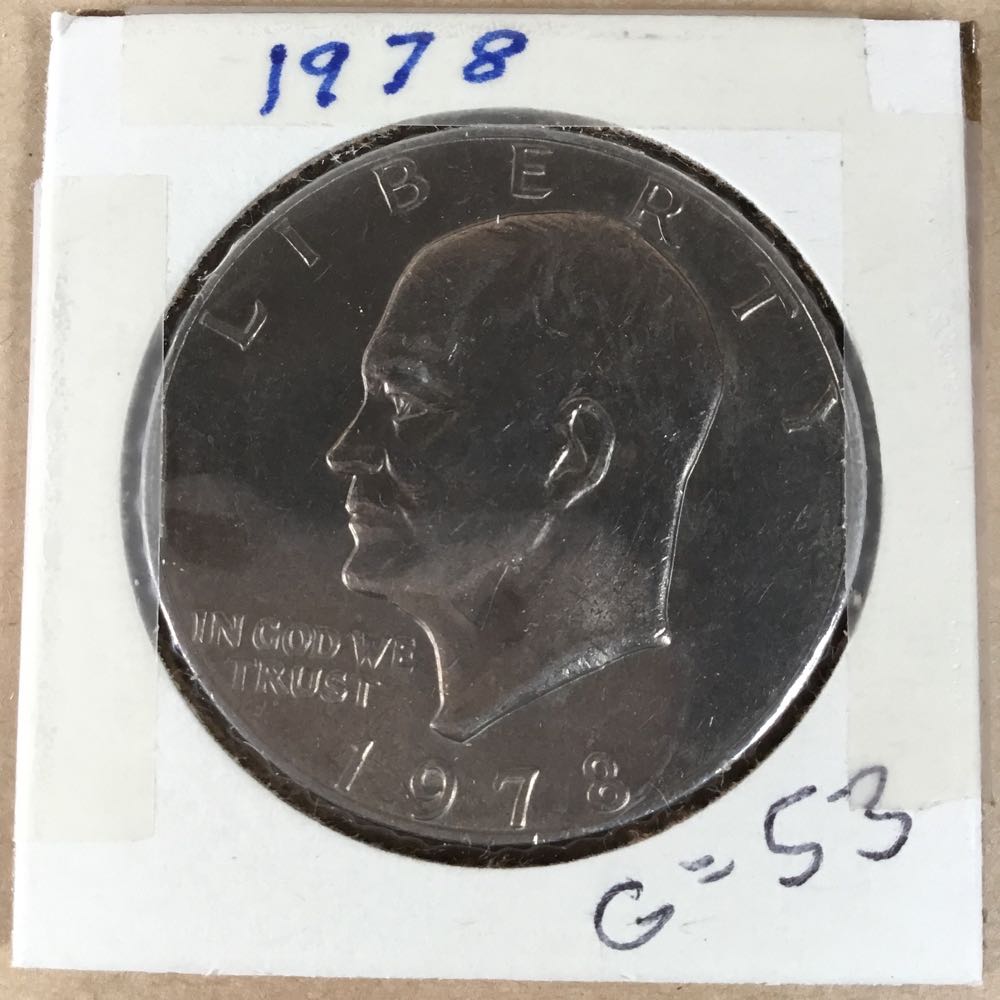 1978
LIBERTY
IN GOD WE
TRUST
1978
G=53